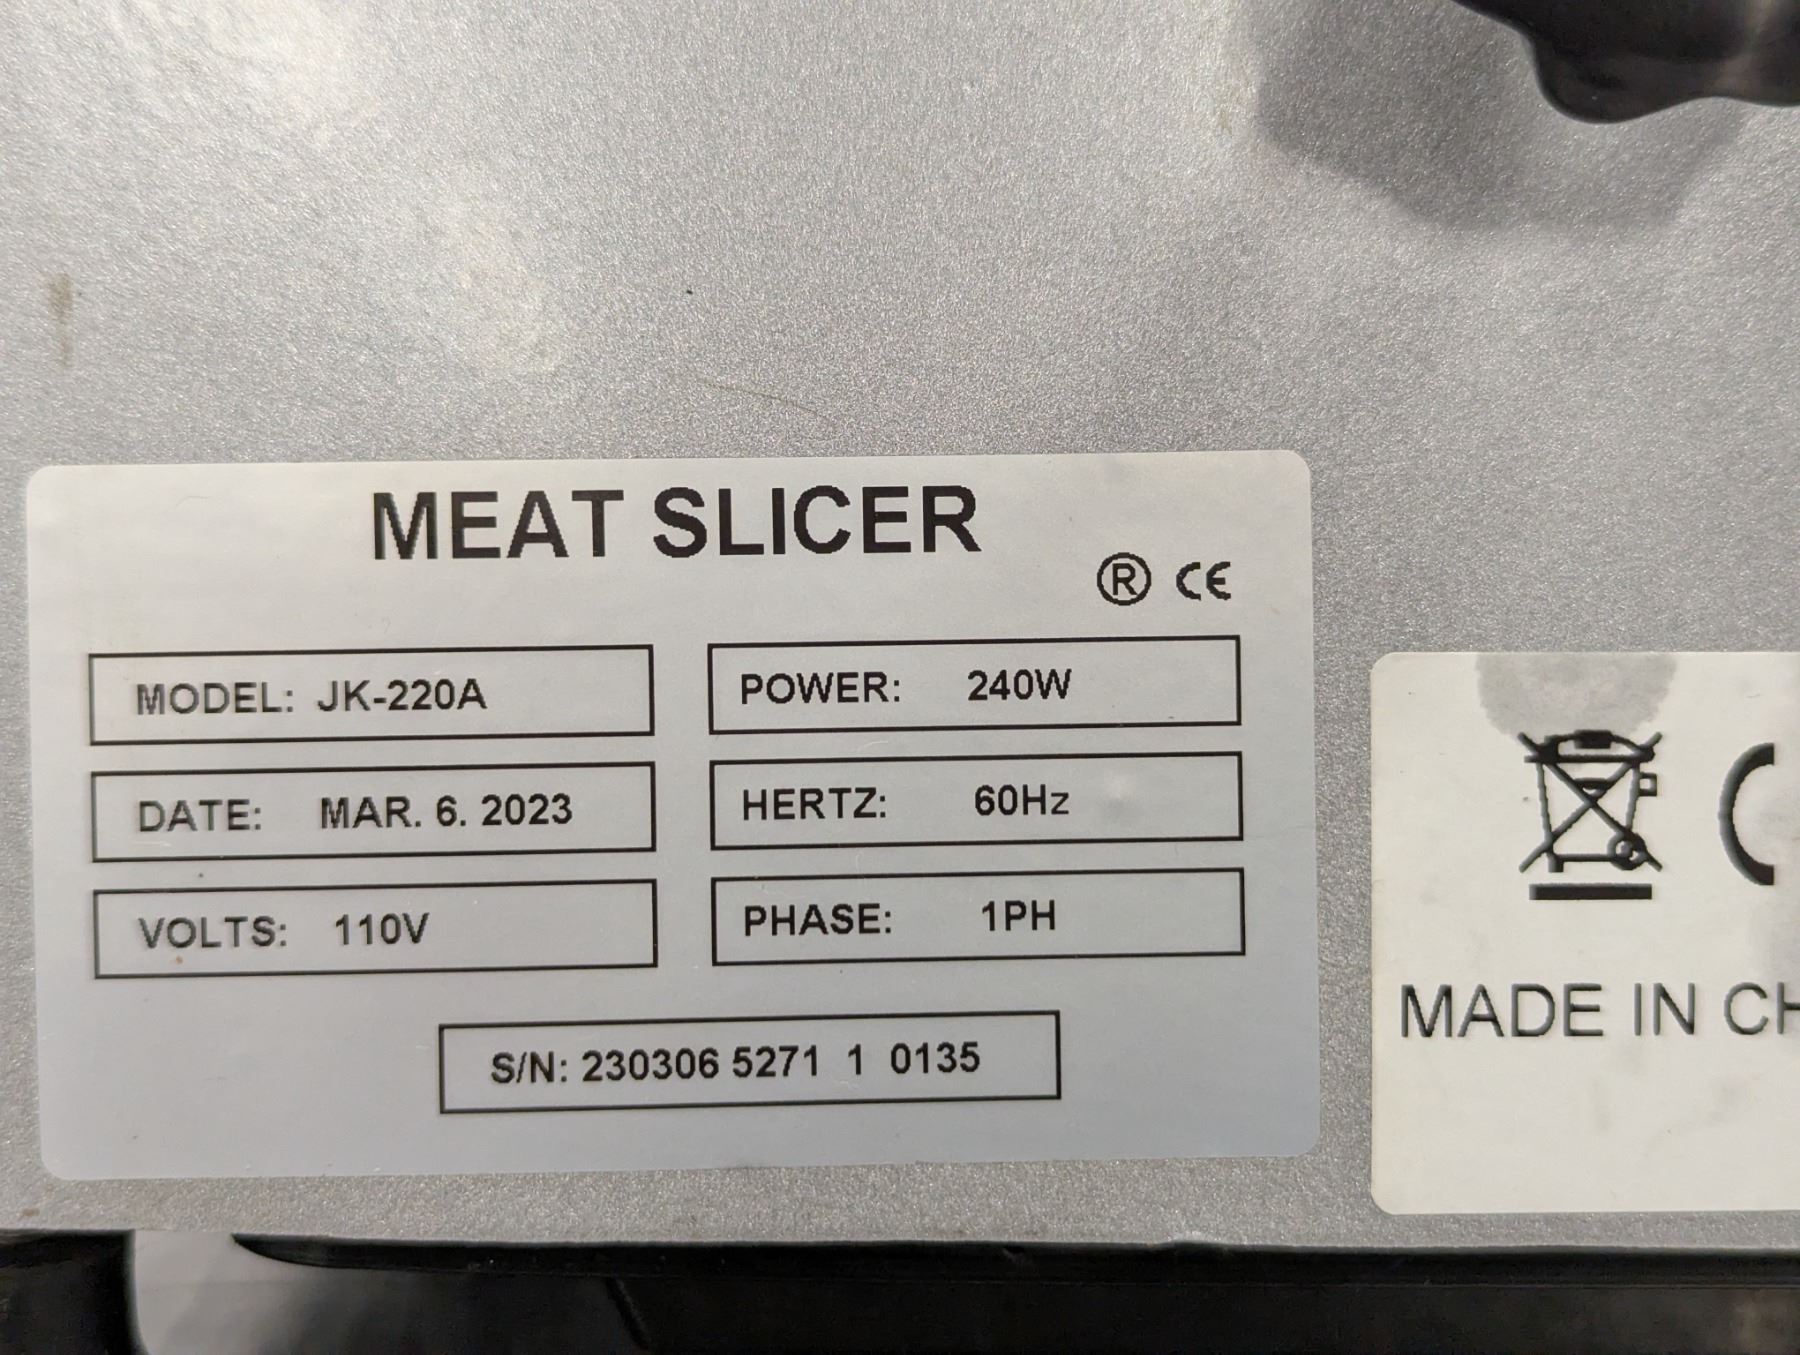 MEAT SLICER
® CE
MODEL: JK-220A
POWER: 240W
DATE: MAR. 6. 2023
HERTZ: 60Hz
VOLTS: 110V
PHASE: 1PH
S/N: 230306 5271 1 0135
MADE IN CH